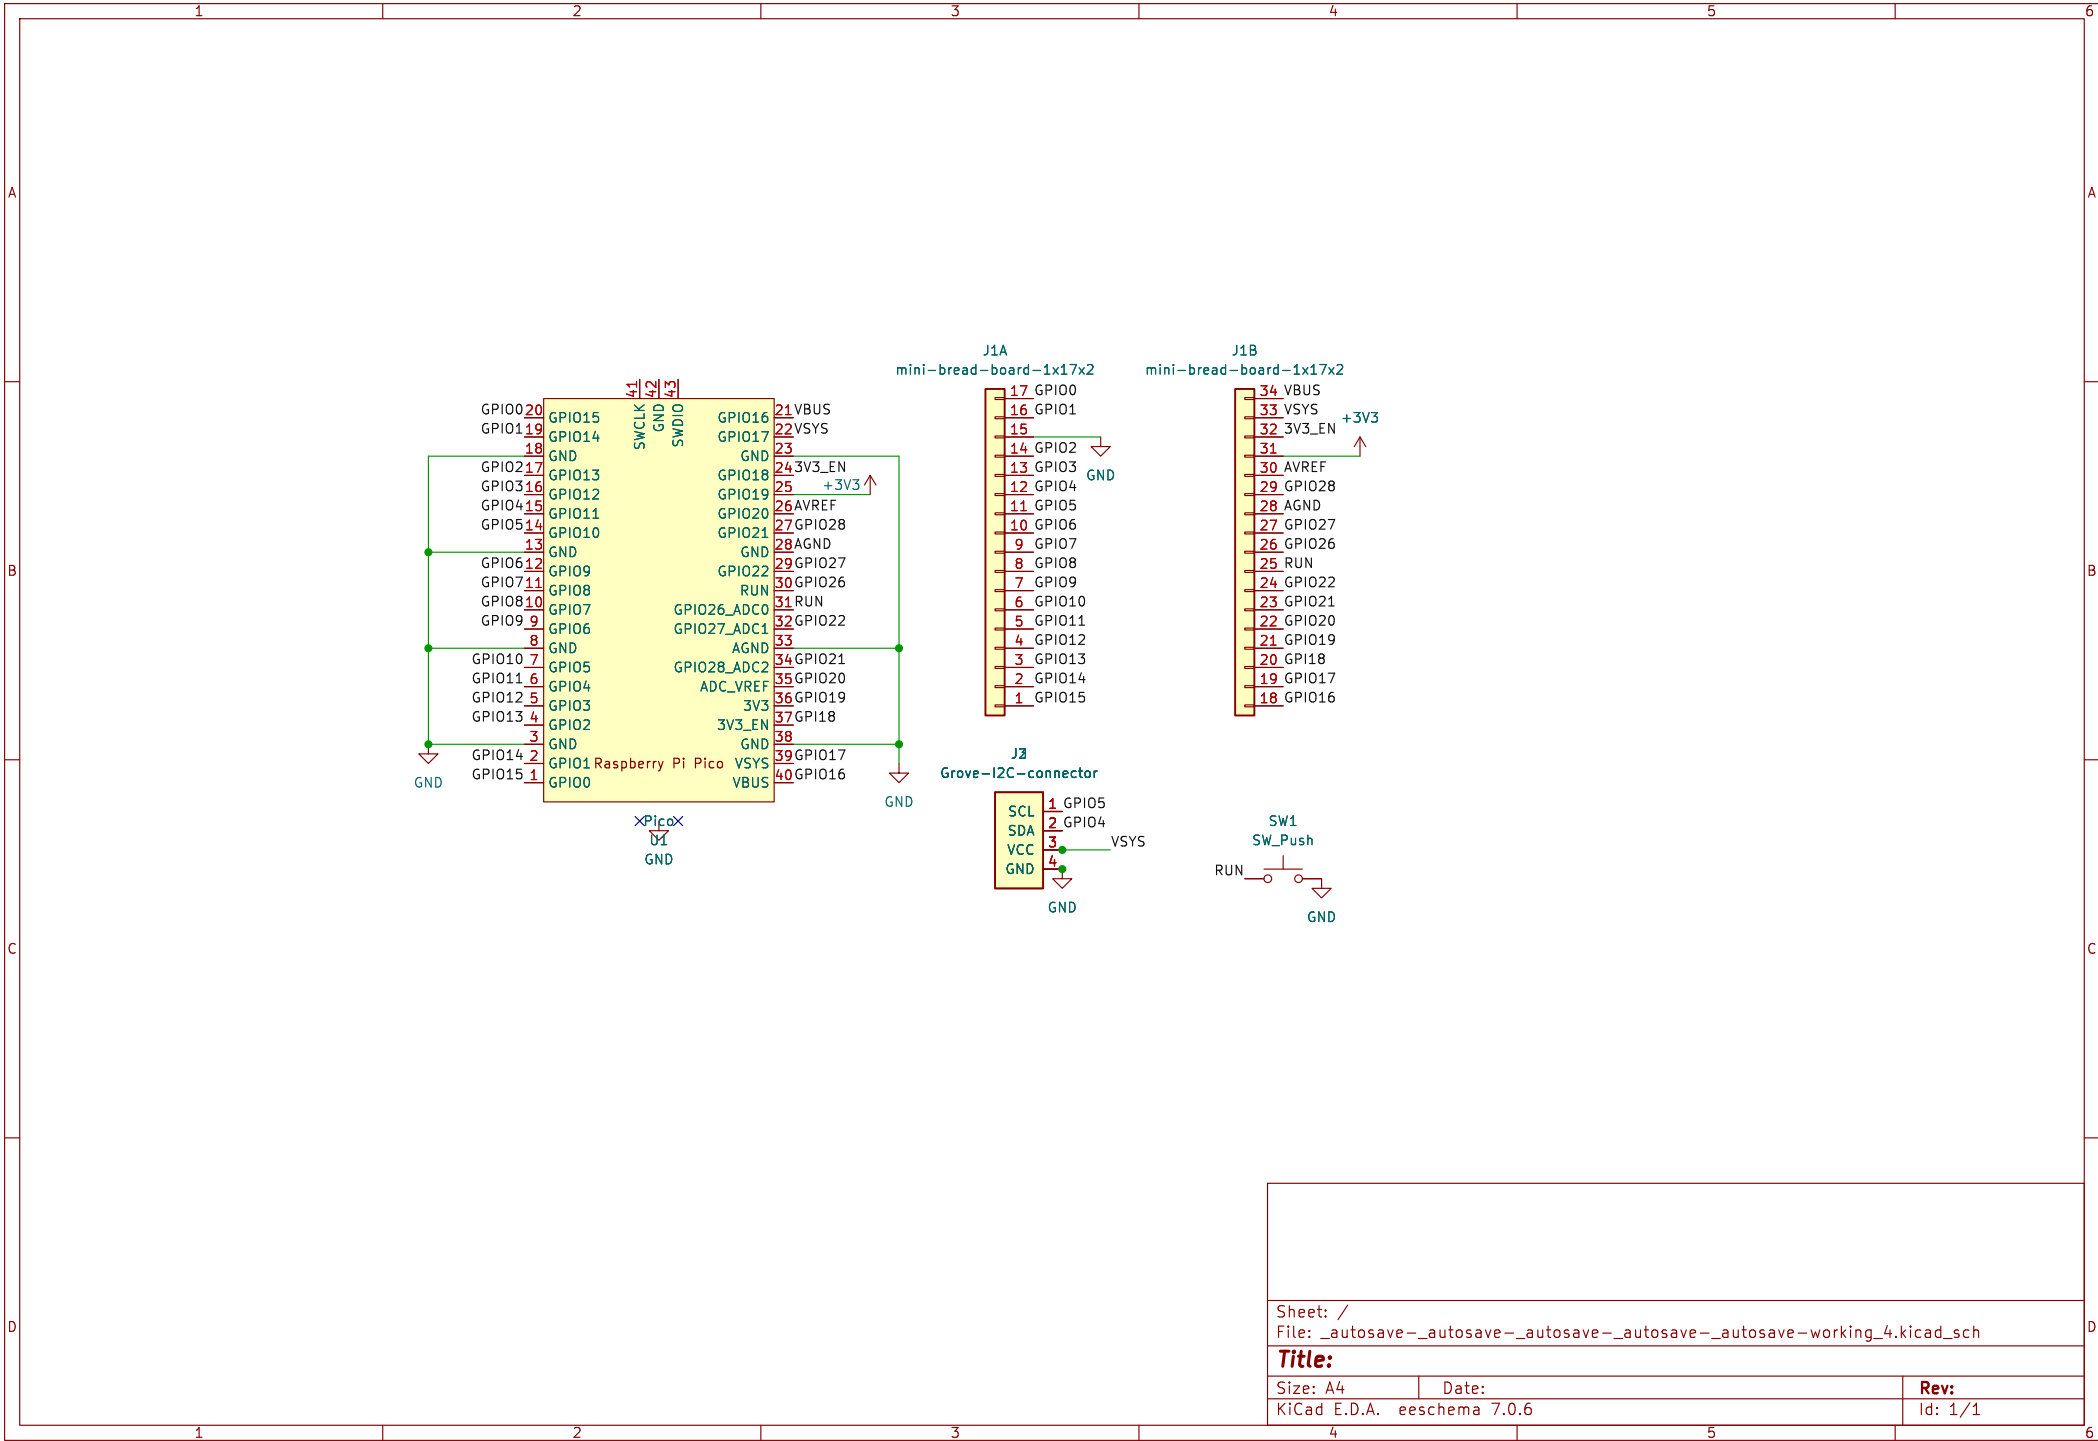 1 2 3 4 5 6
A A
B B
C C
D D
J1A
mini-bread-board-1x17x2
J1B
mini-bread-board-1x17x2
41 42 43
SWCLK GND SWDIO
GPIO0 20 GPIO15 GPIO16 21 VBUS
GPIO1 19 GPIO14 GPIO17 22 VSYS
18 GND GND 23
GPIO2 17 GPIO13 GPIO18 24 3V3_EN
GPIO3 16 GPIO12 GPIO19 25 +3V3
GPIO4 15 GPIO11 GPIO20 26 AVREF
GPIO5 14 GPIO10 GPIO21 27 GPIO28
13 GND GND 28 AGND
GPIO6 12 GPIO9 GPIO22 29 GPIO27
GPIO7 11 GPIO8 RUN 30 GPIO26
GPIO8 10 GPIO7 GPIO26_ADC0 31 RUN
GPIO9 9 GPIO6 GPIO27_ADC1 32 GPIO22
8 GND AGND 33
GPIO10 7 GPIO5 GPIO28_ADC2 34 GPIO21
GPIO11 6 GPIO4 ADC_VREF 35 GPIO20
GPIO12 5 GPIO3 3V3 36 GPIO19
GPIO13 4 GPIO2 3V3_EN 37 GPI18
3 GND GND 38
GPIO14 2 GPIO1 Raspberry Pi Pico VSYS 39 GPIO17
GPIO15 1 GPIO0 VBUS 40 GPIO16
GND
GND
Pico
U1
GND
17 GPIO0
16 GPIO1
15
GND
14 GPIO2
13 GPIO3
12 GPIO4
11 GPIO5
10 GPIO6
9 GPIO7
8 GPIO8
7 GPIO9
6 GPIO10
5 GPIO11
4 GPIO12
3 GPIO13
2 GPIO14
1 GPIO15
34 VBUS
33 VSYS
+3V3
32 3V3_EN
31
30 AVREF
29 GPIO28
28 AGND
27 GPIO27
26 GPIO26
25 RUN
24 GPIO22
23 GPIO21
22 GPIO20
21 GPIO19
20 GPI18
19 GPIO17
18 GPIO16
Grove-I2C-connector
SCL 1 GPIO5
SDA 2 GPIO4
VCC 3 VSYS
GND 4
GND
SW1
SW_Push
RUN
GND
Sheet: /
File: _autosave-_autosave-_autosave-_autosave-_autosave-working_4.kicad_sch
Title:
Size: A4 Date: Rev:
KiCad E.D.A. eeschema 7.0.6 Id: 1/1
1 2 3 4 5 6